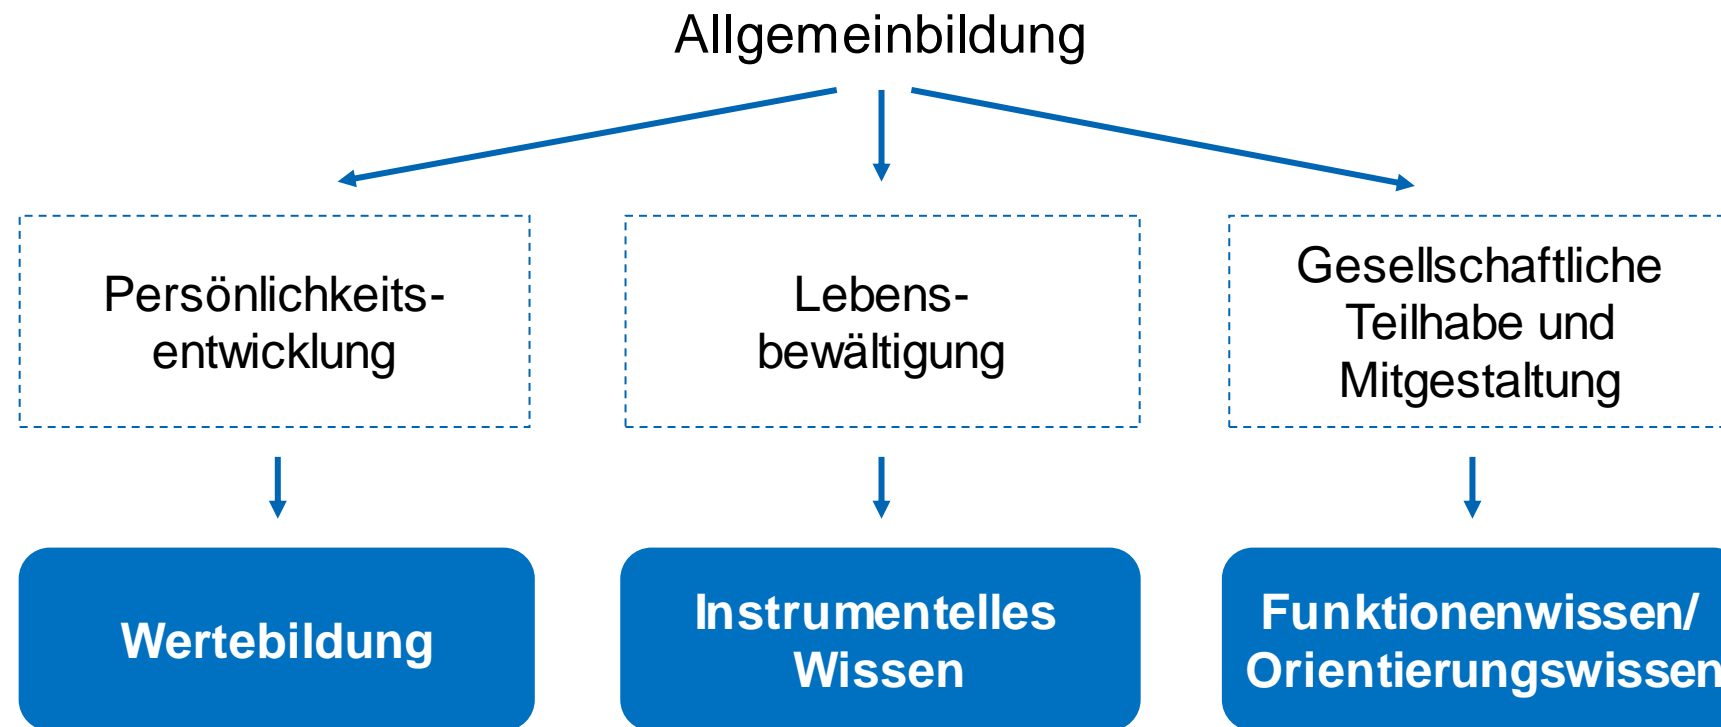 Allgemeinbildung
Persönlichkeits-
entwicklung
Lebens-
bewältigung
Gesellschaftliche
Teilhabe und
Mitgestaltung
Wertebildung
Instrumentelles
Wissen
Funktionenwissen/
Orientierungswissen